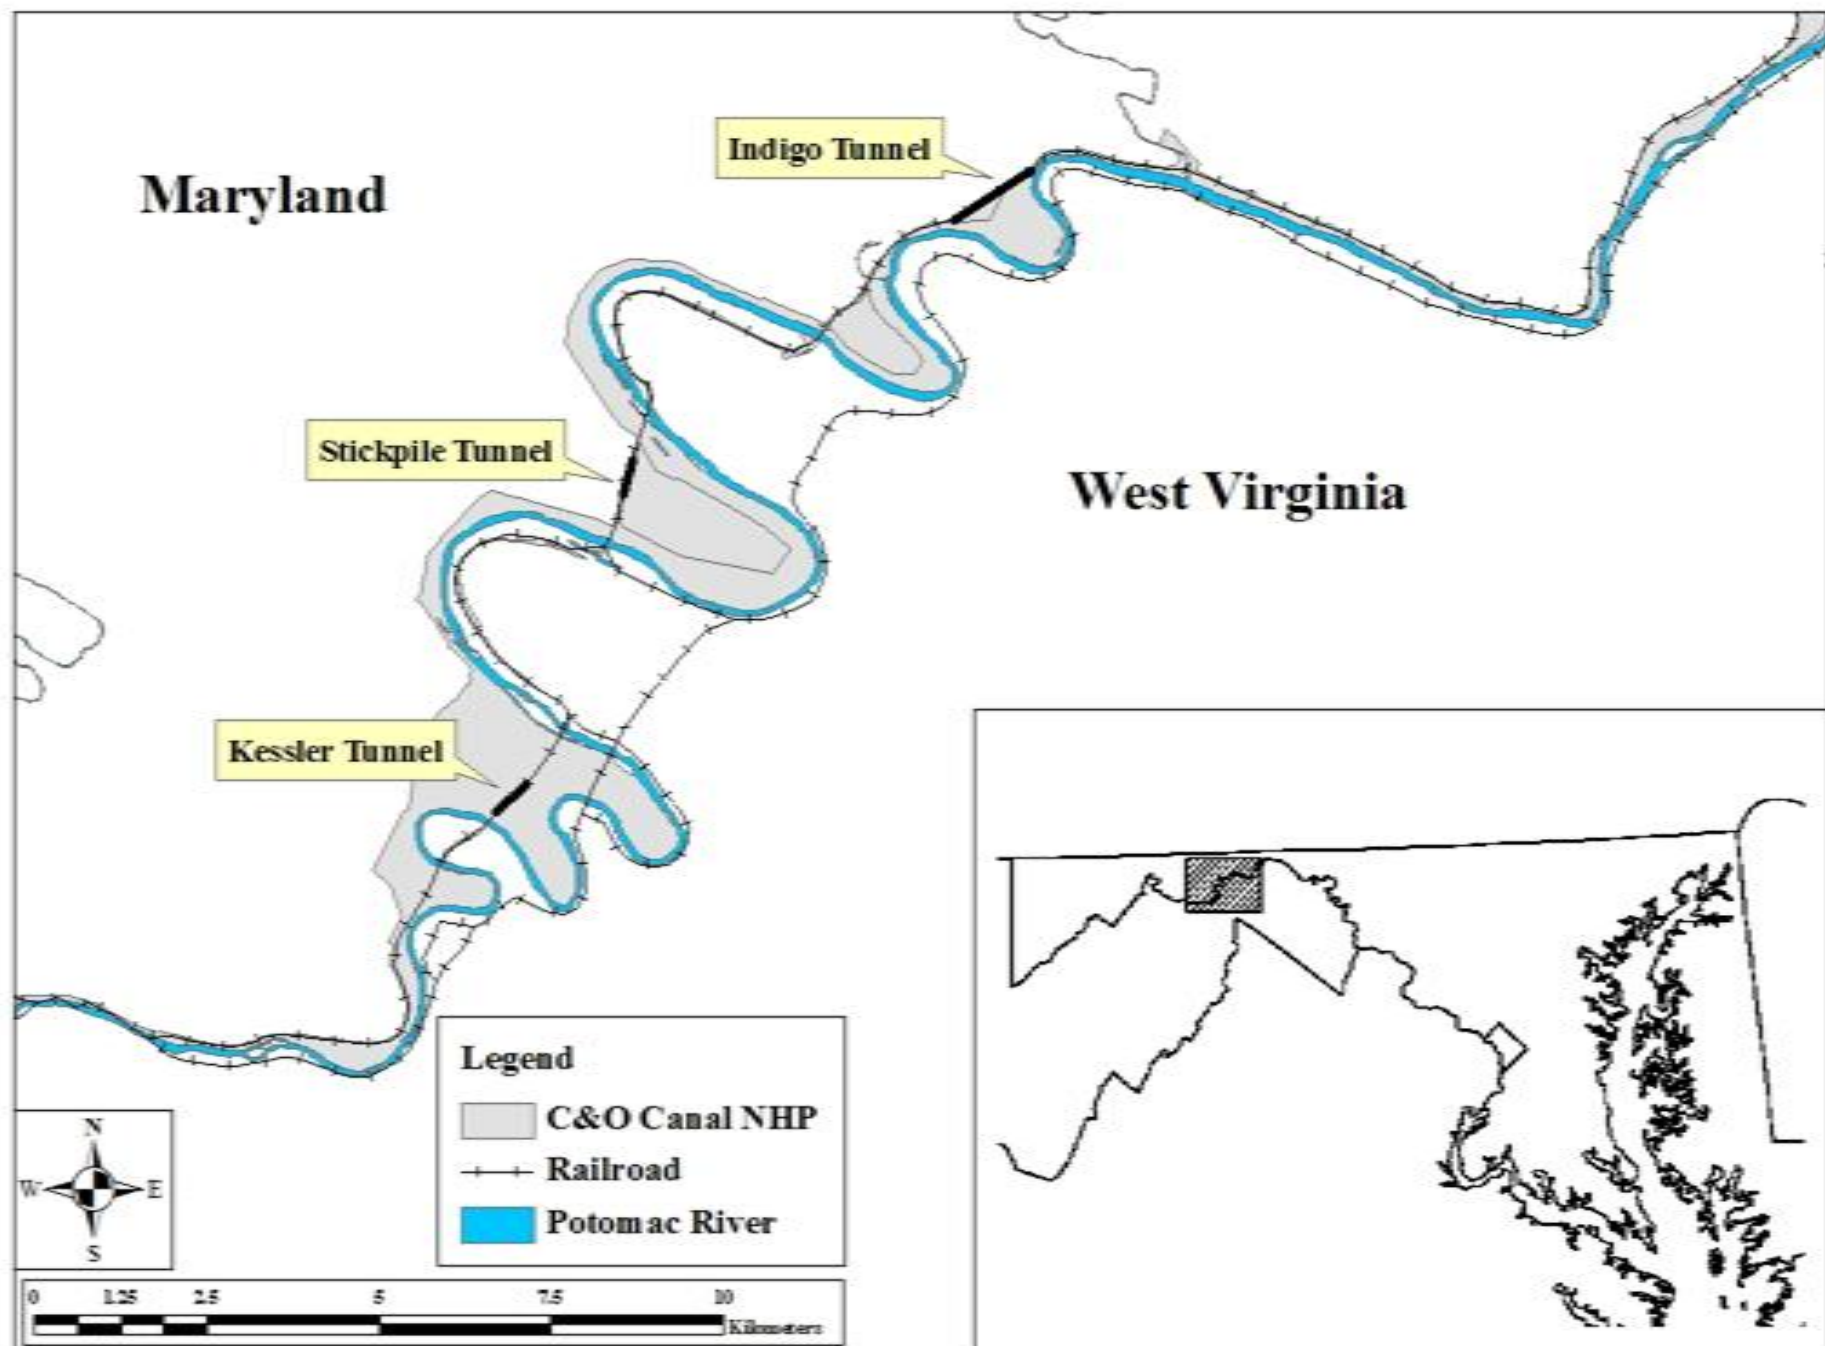 Indigo Tunnel
Maryland
Stickpile Tunnel
West Virginia
Kessler Tunnel
Legend
C&O Canal NHP
Railroad
Potomac River
N
W E
S
0 1.25 2.5 5 7.5 10
Kilometers